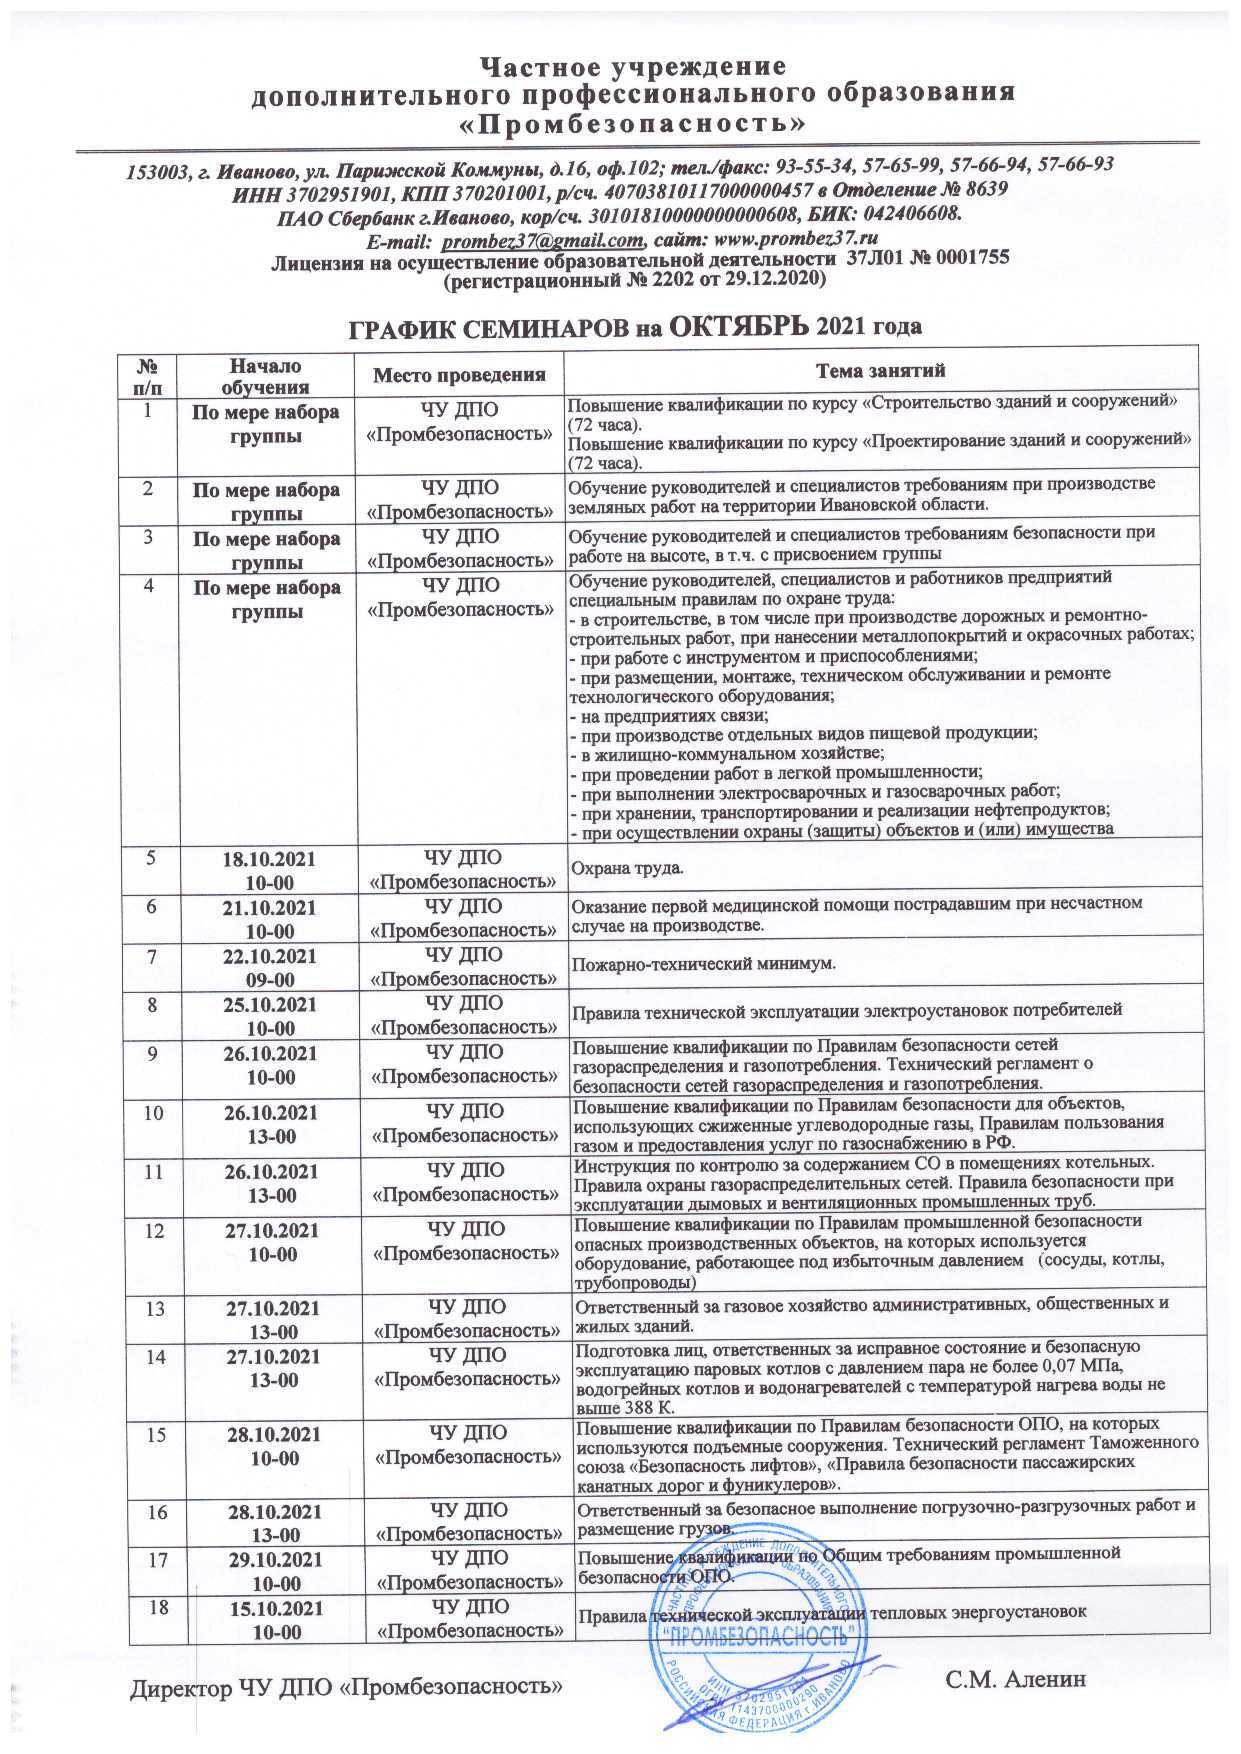 Частное учреждение
дополнительного профессионального образования
«Промбезопасность»
153003, г. Иваново, ул. Парижской Коммуны, д.16, оф.102; тел./факс: 93-55-34, 57-65-99, 57-66-94, 57-66-93
ИНН 3702951901, КПП 370201001, р/сч. 40703810117000000457 в Отделение № 8639
ПАО Сбербанк г.Иваново, кор/сч. 30101810000000000608, БИК: 042406608.
E-mail: prombez37@gmail.com, сайт: www.prombez37.ru
Лицензия на осуществление образовательной деятельности 37Л01 № 0001755
(регистрационный № 2202 от 29.12.2020)
ГРАФИК СЕМИНАРОВ на ОКТЯБРЬ 2021 года
№ п/п
Начало обучения
Место проведения
Тема занятий
1
По мере набора группы
ЧУ ДПО «Промбезопасность»
Повышение квалификации по курсу «Строительство зданий и сооружений»
(72 часа).
Повышение квалификации по курсу «Проектирование зданий и сооружений»
(72 часа).
2
По мере набора группы
ЧУ ДПО «Промбезопасность»
Обучение руководителей и специалистов требованиям при производстве
земляных работ на территории Ивановской области.
3
По мере набора группы
ЧУ ДПО «Промбезопасность»
Обучение руководителей и специалистов требованиям безопасности при
работе на высоте, в т.ч. с присвоением группы
4
По мере набора группы
ЧУ ДПО «Промбезопасность»
Обучение руководителей, специалистов и работников предприятий
специальным правилам по охране труда:
- в строительстве, в том числе при производстве дорожных и ремонтно-
строительных работ, при нанесении металлопокрытий и окрасочных работах;
- при работе с инструментом и приспособлениями;
- при размещении, монтаже, техническом обслуживании и ремонте
технологического оборудования;
- на предприятиях связи;
- при производстве отдельных видов пищевой продукции;
- в жилищно-коммунальном хозяйстве;
- при проведении работ в легкой промышленности;
- при выполнении электросварочных и газосварочных работ;
- при хранении, транспортировании и реализации нефтепродуктов;
- при осуществлении охраны (защиты) объектов и (или) имущества
5
18.10.2021
10-00
ЧУ ДПО «Промбезопасность»
Охрана труда.
6
21.10.2021
10-00
ЧУ ДПО «Промбезопасность»
Оказание первой медицинской помощи пострадавшим при несчастном
случае на производстве.
7
22.10.2021
09-00
ЧУ ДПО «Промбезопасность»
Пожарно-технический минимум.
8
25.10.2021
10-00
ЧУ ДПО «Промбезопасность»
Правила технической эксплуатации электроустановок потребителей
9
26.10.2021
10-00
ЧУ ДПО «Промбезопасность»
Повышение квалификации по Правилам безопасности сетей
газораспределения и газопотребления. Технический регламент о
безопасности сетей газораспределения и газопотребления.
10
26.10.2021
13-00
ЧУ ДПО «Промбезопасность»
Повышение квалификации по Правилам безопасности для объектов,
использующих сжиженные углеводородные газы, Правилам пользования
газом и предоставления услуг по газоснабжению в РФ.
11
26.10.2021
13-00
ЧУ ДПО «Промбезопасность»
Инструкция по контролю за содержанием СО в помещениях котельных.
Правила охраны газораспределительных сетей. Правила безопасности при
эксплуатации дымовых и вентиляционных промышленных труб.
12
27.10.2021
10-00
ЧУ ДПО «Промбезопасность»
Повышение квалификации по Правилам промышленной безопасности
опасных производственных объектов, на которых используется
оборудование, работающее под избыточным давлением (сосуды, котлы,
трубопроводы)
13
27.10.2021
13-00
ЧУ ДПО «Промбезопасность»
Ответственный за газовое хозяйство административных, общественных и
жилых зданий.
14
27.10.2021
13-00
ЧУ ДПО «Промбезопасность»
Подготовка лиц, ответственных за исправное состояние и безопасную
эксплуатацию паровых котлов с давлением пара не более 0,07 МПа,
водогрейных котлов и водонагревателей с температурой нагрева воды не
выше 388 К.
15
28.10.2021
10-00
ЧУ ДПО «Промбезопасность»
Повышение квалификации по Правилам безопасности ОПО, на которых
используются подъемные сооружения. Технический регламент Таможенного
союза «Безопасность лифтов», «Правила безопасности пассажирских
канатных дорог и фуникулеров».
16
28.10.2021
13-00
ЧУ ДПО «Промбезопасность»
Ответственный за безопасное выполнение погрузочно-разгрузочных работ и
размещение грузов.
17
29.10.2021
10-00
ЧУ ДПО «Промбезопасность»
Повышение квалификации по Общим требованиям промышленной
безопасности ОПО.
18
15.10.2021
10-00
ЧУ ДПО «Промбезопасность»
Правила технической эксплуатации тепловых энергоустановок
ЧАСТНОЕ УЧРЕЖДЕНИЕ ДОПОЛНИТЕЛЬНОГО
ПРОФЕССИОНАЛЬНОГО ОБРАЗОВАНИЯ
"ПРОМБЕЗОПАСНОСТЬ"
ИНН 3702951901
ОГРН 1143700000290
РОССИЙСКАЯ ФЕДЕРАЦИЯ г.ИВАНОВО
Директор ЧУ ДПО «Промбезопасность»
С.М. Аленин